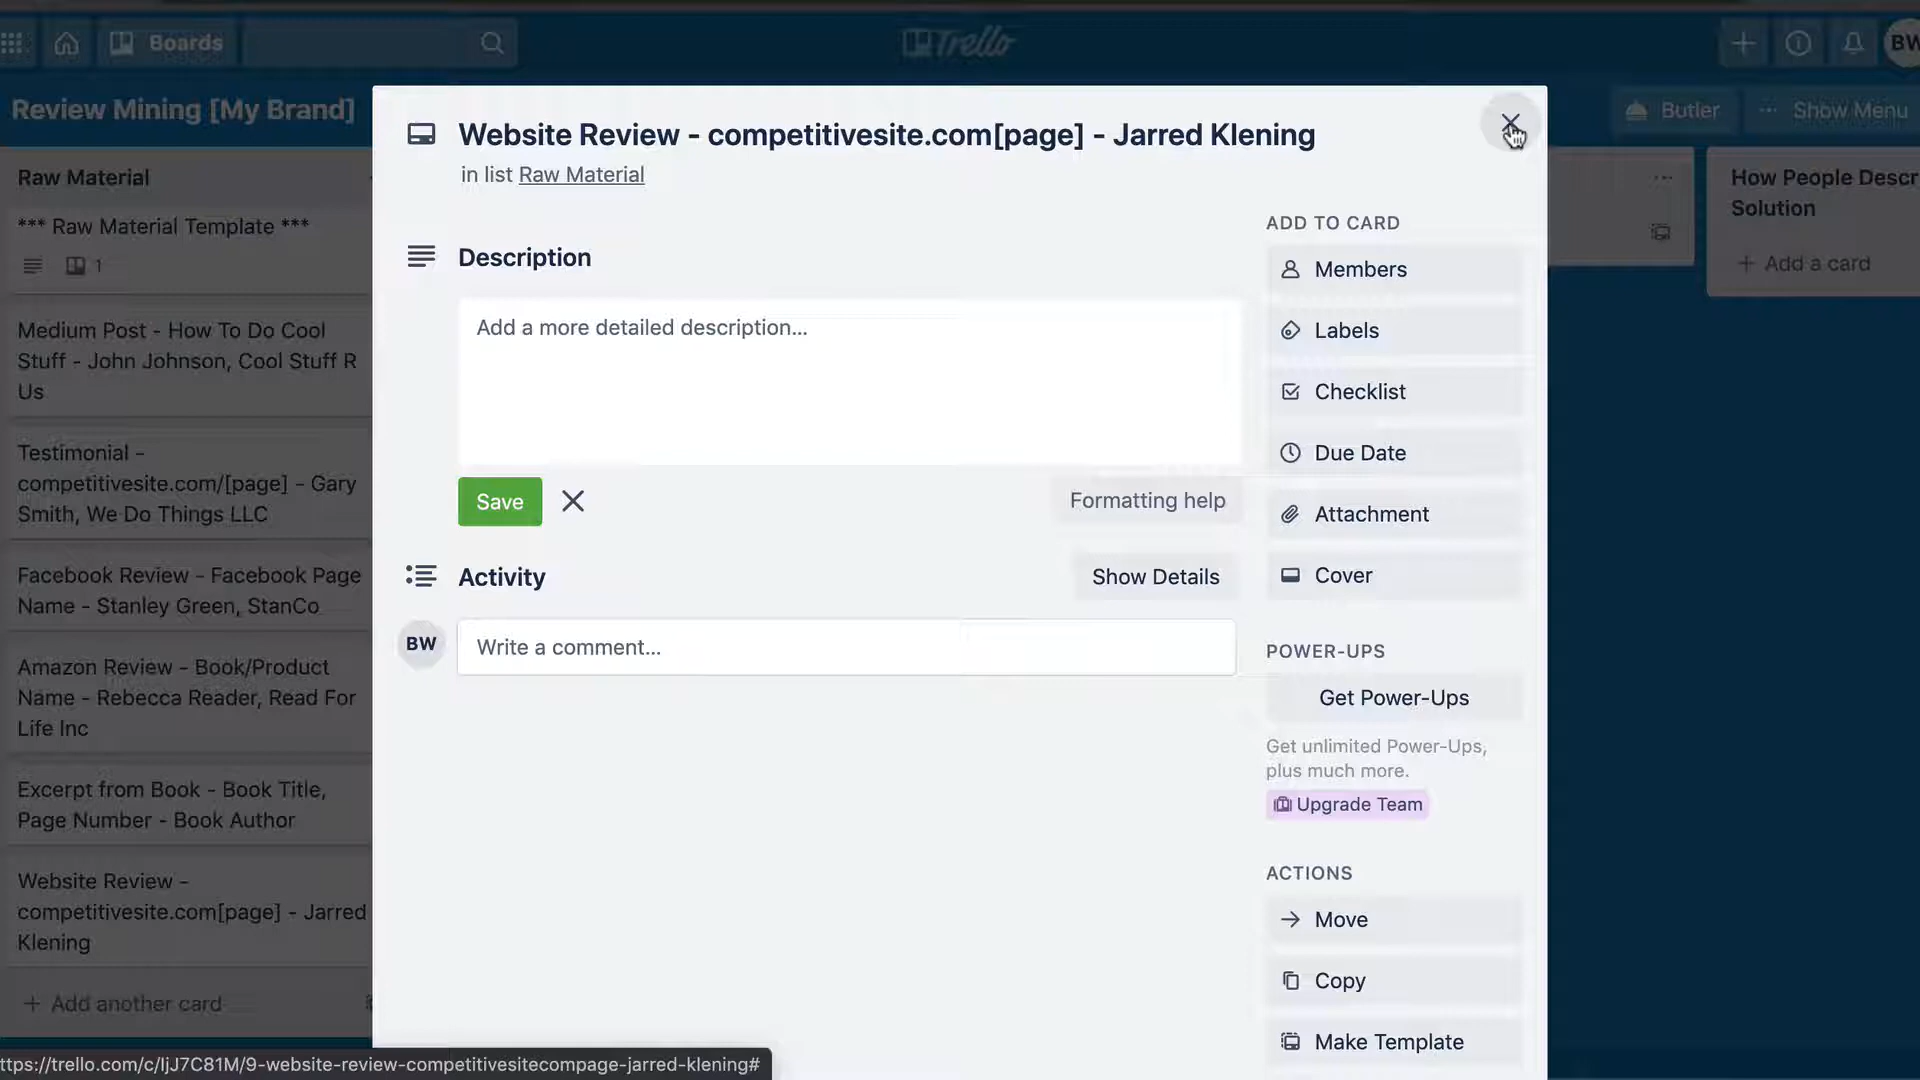 Boards
Trello
BW
Review Mining [My Brand]
Butler
··· Show Menu
Raw Material
*** Raw Material Template ***
1
Medium Post - How To Do Cool
Stuff - John Johnson, Cool Stuff R
Us
Testimonial -
competitivesite.com/[page] - Gary
Smith, We Do Things LLC
Facebook Review - Facebook Page
Name - Stanley Green, StanCo
Amazon Review - Book/Product
Name - Rebecca Reader, Read For
Life Inc
Excerpt from Book - Book Title,
Page Number - Book Author
Website Review -
competitivesite.com[page] - Jarred
Klening
+ Add another card
Website Review - competitivesite.com[page] - Jarred Klening
in list Raw Material
Description
Add a more detailed description...
Save
Formatting help
Activity
Show Details
BW
Write a comment...
ADD TO CARD
Members
Labels
Checklist
Due Date
Attachment
Cover
POWER-UPS
Get Power-Ups
Get unlimited Power-Ups,
plus much more.
Upgrade Team
ACTIONS
Move
Copy
Make Template
How People Descr
Solution
+ Add a card
ttps://trello.com/c/ljJ7C81M/9-website-review-competitivesitecompage-jarred-klening#